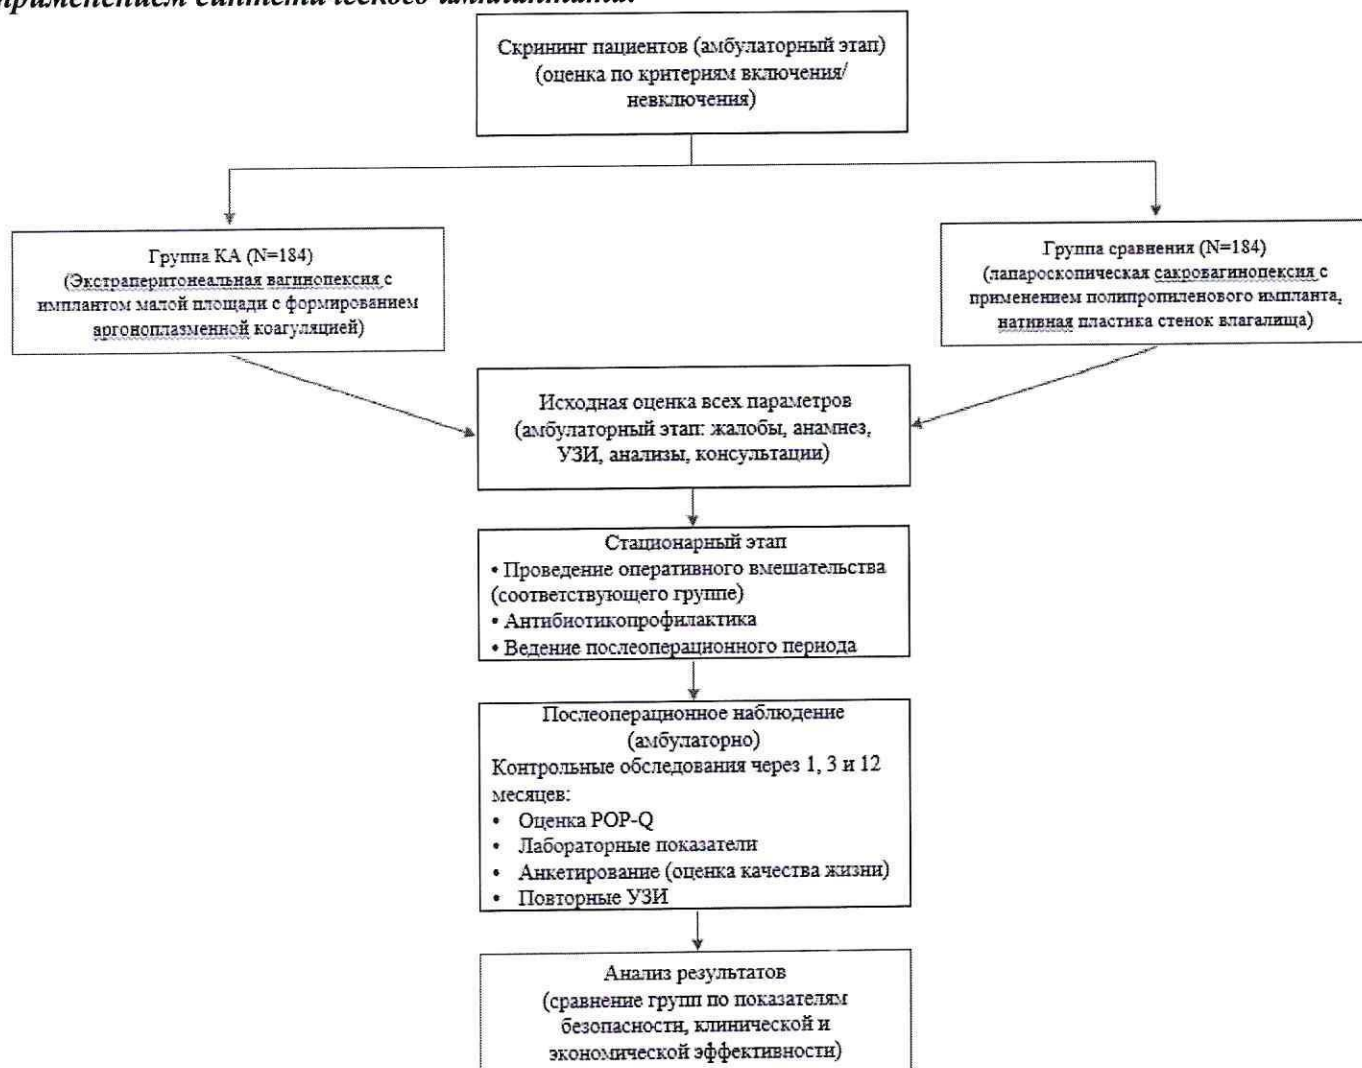 применением синтетического имплантата.
Скрининг пациентов (амбулаторный этап)
(оценка по критериям включения/
невключения)
Группа КА (N=184)
(Экстраперитонеальная вагинопексия с
имплантом малой площади с формированием
аргоноплазменной коагуляцией)
Группа сравнения (N=184)
(лапароскопическая сакровагинопексия с
применением полипропиленового импланта,
нативная пластика стенок влагалища)
Исходная оценка всех параметров
(амбулаторный этап: жалобы, анамнез,
УЗИ, анализы, консультации)
Стационарный этап
• Проведение оперативного вмешательства
(соответствующего группе)
• Антибиотикопрофилактика
• Ведение послеоперационного периода
Послеоперационное наблюдение
(амбулаторно)
Контрольные обследования через 1, 3 и 12
месяцев:
• Оценка POP-Q
• Лабораторные показатели
• Анкетирование (оценка качества жизни)
• Повторные УЗИ
Анализ результатов
(сравнение групп по показателям
безопасности, клинической и
экономической эффективности)